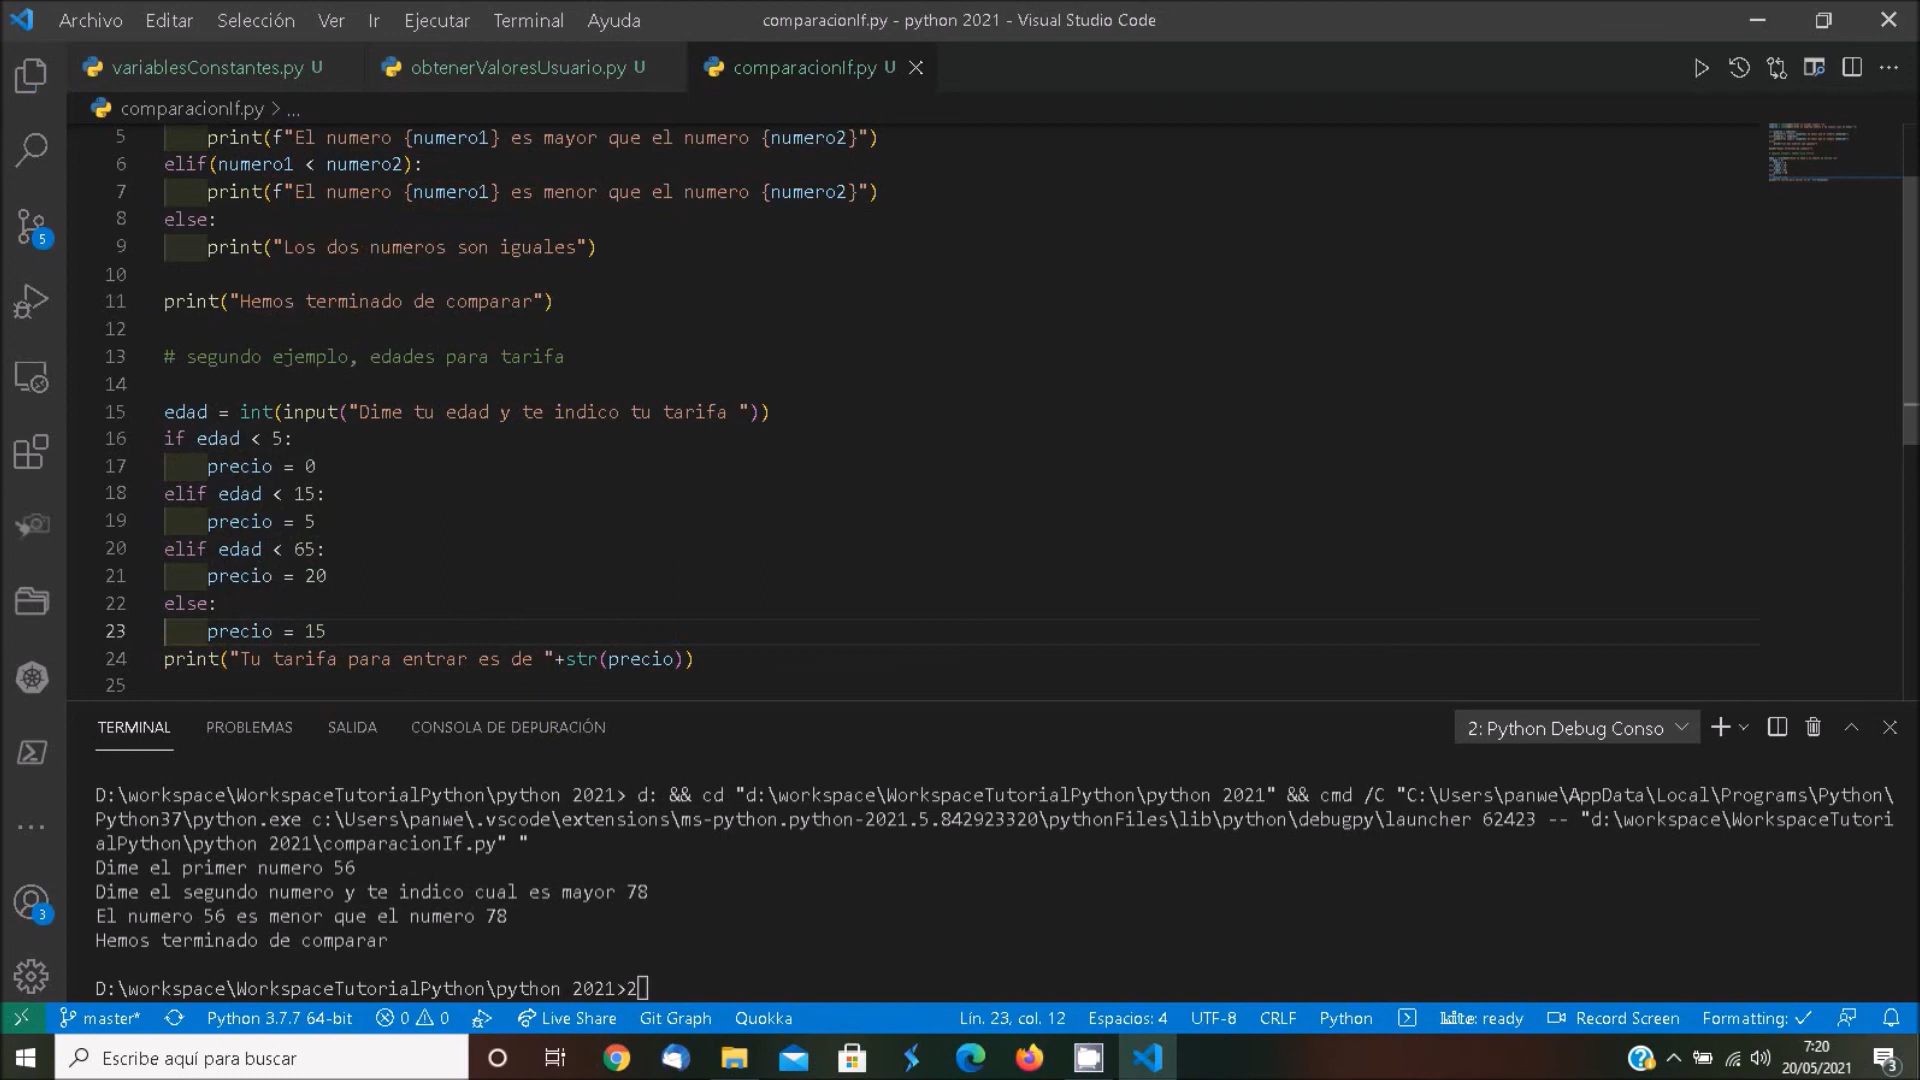 Archivo Editar Selección Ver Ir Ejecutar Terminal Ayuda comparacionIf.py - python 2021 - Visual Studio Code
variablesConstantes.py U obtenerValoresUsuario.py U comparacionIf.py U
comparacionIf.py > ...
5 print(f"El numero {numero1} es mayor que el numero {numero2}")
6 elif(numero1 < numero2):
7 print(f"El numero {numero1} es menor que el numero {numero2}")
8 else:
9 print("Los dos numeros son iguales")
10
11 print("Hemos terminado de comparar")
12
13 # segundo ejemplo, edades para tarifa
14
15 edad = int(input("Dime tu edad y te indico tu tarifa "))
16 if edad < 5:
17 precio = 0
18 elif edad < 15:
19 precio = 5
20 elif edad < 65:
21 precio = 20
22 else:
23 precio = 15
24 print("Tu tarifa para entrar es de "+str(precio))
25
5
3
TERMINAL PROBLEMAS SALIDA CONSOLA DE DEPURACIÓN 2: Python Debug Conso
D:\workspace\WorkspaceTutorialPython\python 2021> d: && cd "d:\workspace\WorkspaceTutorialPython\python 2021" && cmd /C "C:\Users\panwe\AppData\Local\Programs\Python\
Python37\python.exe c:\Users\panwe\.vscode\extensions\ms-python.python-2021.5.842923320\pythonFiles\lib\python\debugpy\launcher 62423 -- "d:\workspace\WorkspaceTutori
alPython\python 2021\comparacionIf.py" "
Dime el primer numero 56
Dime el segundo numero y te indico cual es mayor 78
El numero 56 es menor que el numero 78
Hemos terminado de comparar
D:\workspace\WorkspaceTutorialPython\python 2021>2
master* Python 3.7.7 64-bit 0 0 Live Share Git Graph Quokka Lín. 23, col. 12 Espacios: 4 UTF-8 CRLF Python kite: ready Record Screen Formatting: ✓
Escribe aquí para buscar
7:20
20/05/2021
3